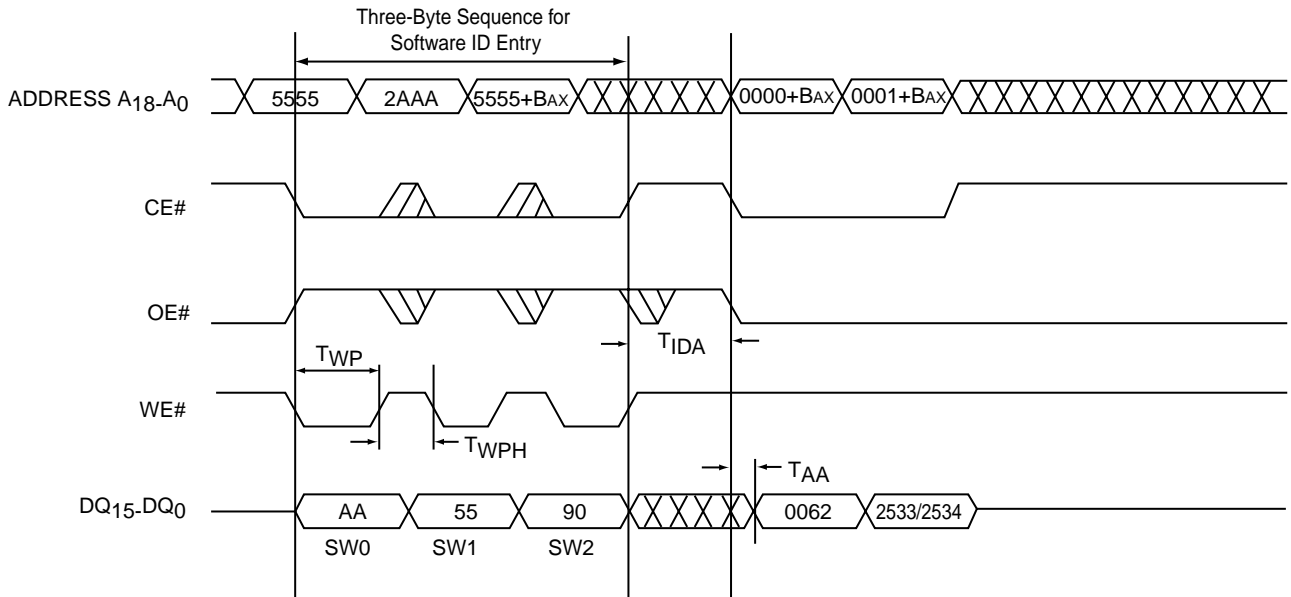 Three-Byte Sequence for
Software ID Entry
ADDRESS A18-A0
5555
2AAA
5555+BAX
0000+BAX
0001+BAX
CE#
OE#
TIDA
TWP
WE#
TWPH
TAA
DQ15-DQ0
AA
55
90
0062
2533/2534
SW0
SW1
SW2